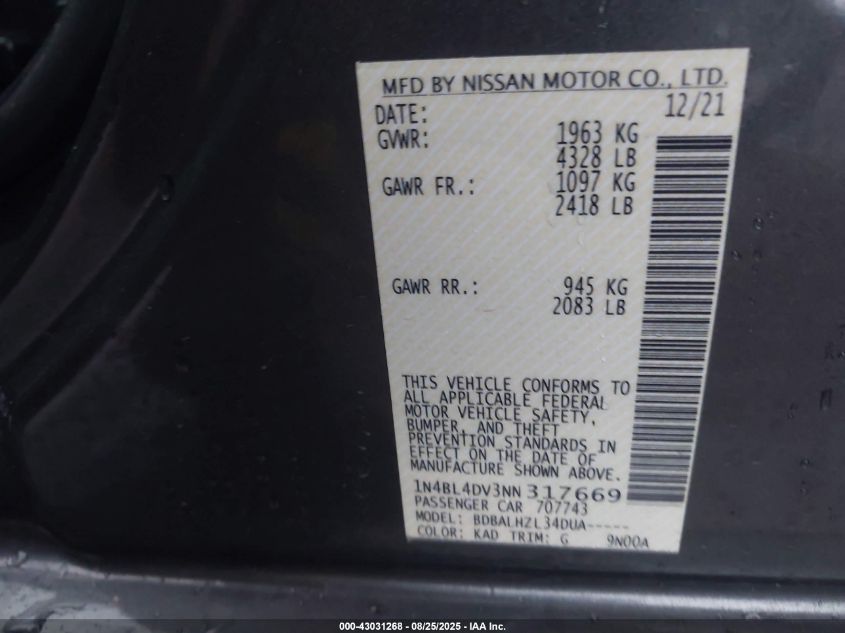 MFD BY NISSAN MOTOR CO., LTD.
DATE: 12/21
GVWR: 1963 KG
4328 LB
GAWR FR.: 1097 KG
2418 LB
GAWR RR.: 945 KG
2083 LB
THIS VEHICLE CONFORMS TO
ALL APPLICABLE FEDERAL
MOTOR VEHICLE SAFETY,
BUMPER, AND THEFT
PREVENTION STANDARDS IN
EFFECT ON THE DATE OF
MANUFACTURE SHOWN ABOVE.
1N4BL4DV3NN317669
PASSENGER CAR 707743
MODEL: BDBALHZL34DUA-----
COLOR: KAD TRIM: G 9N00A
000-43031268 - 08/25/2025 - IAA Inc.